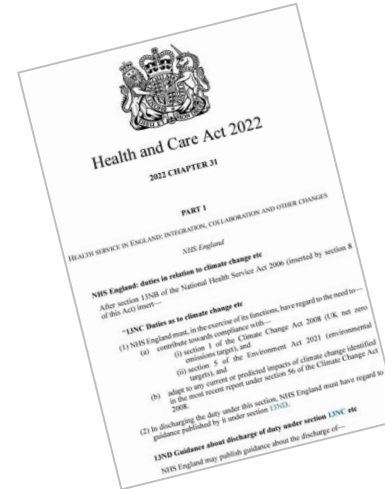 Health and Care Act 2022
2022 CHAPTER 31
PART 1
HEALTH SERVICE IN ENGLAND: INTEGRATION, COLLABORATION AND OTHER CHANGES
NHS England
NHS England: duties in relation to climate change etc
After section 13NB of the National Health Service Act 2006 (inserted by section 8
of this Act) insert—
“13NC Duties as to climate change etc
(1) NHS England must, in the exercise of its functions, have regard to the need to—
(a) contribute towards compliance with—
(i) section 1 of the Climate Change Act 2008 (UK net zero
emissions target), and
(ii) section 5 of the Environment Act 2021 (environmental
targets), and
(b) adapt to any current or predicted impacts of climate change identified
in the most recent report under section 56 of the Climate Change Act
2008.
(2) In discharging the duty under this section, NHS England must have regard to
guidance published by it under section 13ND.
13ND Guidance about discharge of duty under section 13NC etc
NHS England may publish guidance about the discharge of—